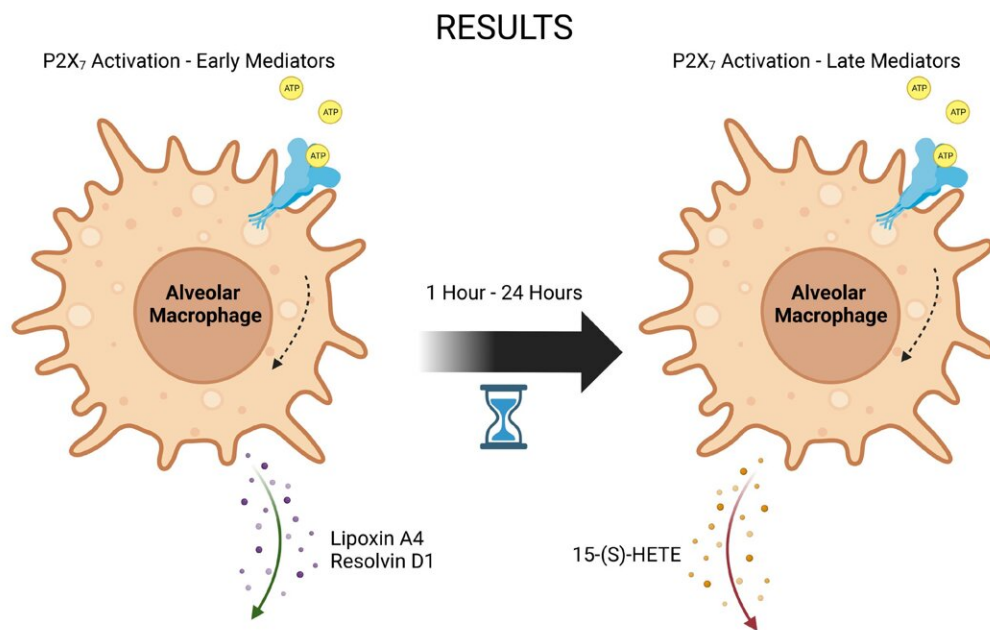 RESULTS
P2X₇ Activation - Early Mediators
ATP
ATP
ATP
Alveolar
Macrophage
Lipoxin A4
Resolvin D1
1 Hour - 24 Hours
P2X₇ Activation - Late Mediators
ATP
ATP
ATP
Alveolar
Macrophage
15-(S)-HETE